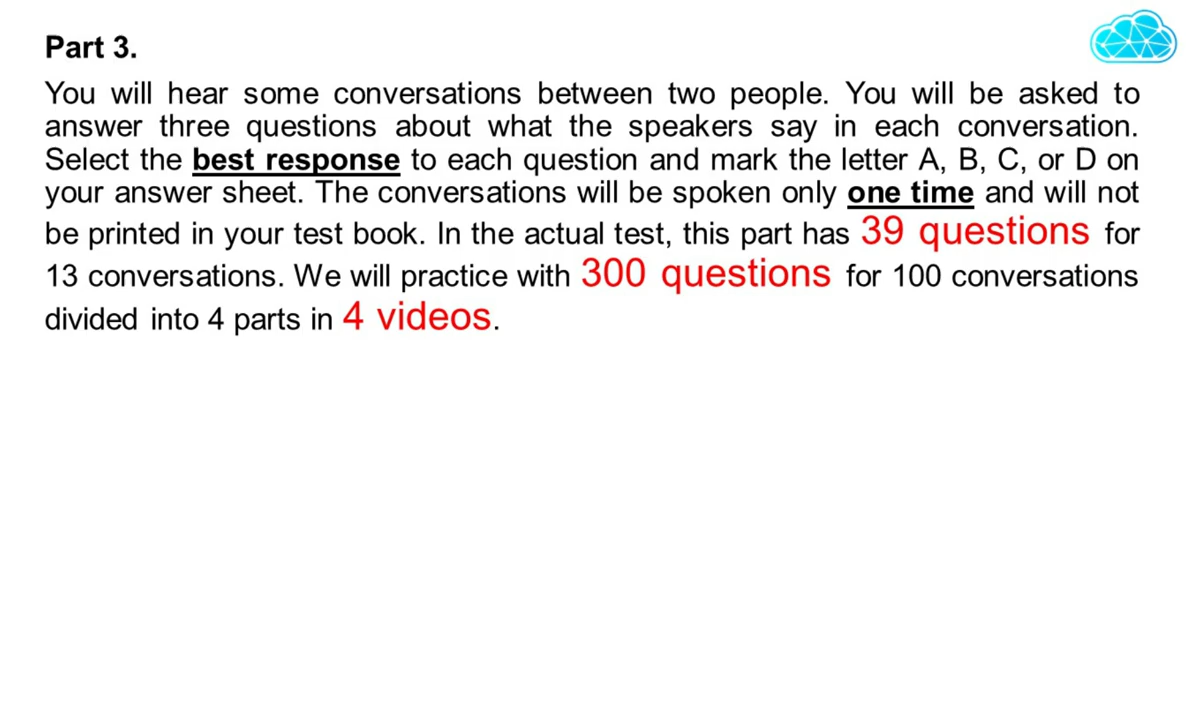 Part 3.
You will hear some conversations between two people. You will be asked to
answer three questions about what the speakers say in each conversation.
Select the best response to each question and mark the letter A, B, C, or D on
your answer sheet. The conversations will be spoken only one time and will not
be printed in your test book. In the actual test, this part has 39 questions for
13 conversations. We will practice with 300 questions for 100 conversations
divided into 4 parts in 4 videos.